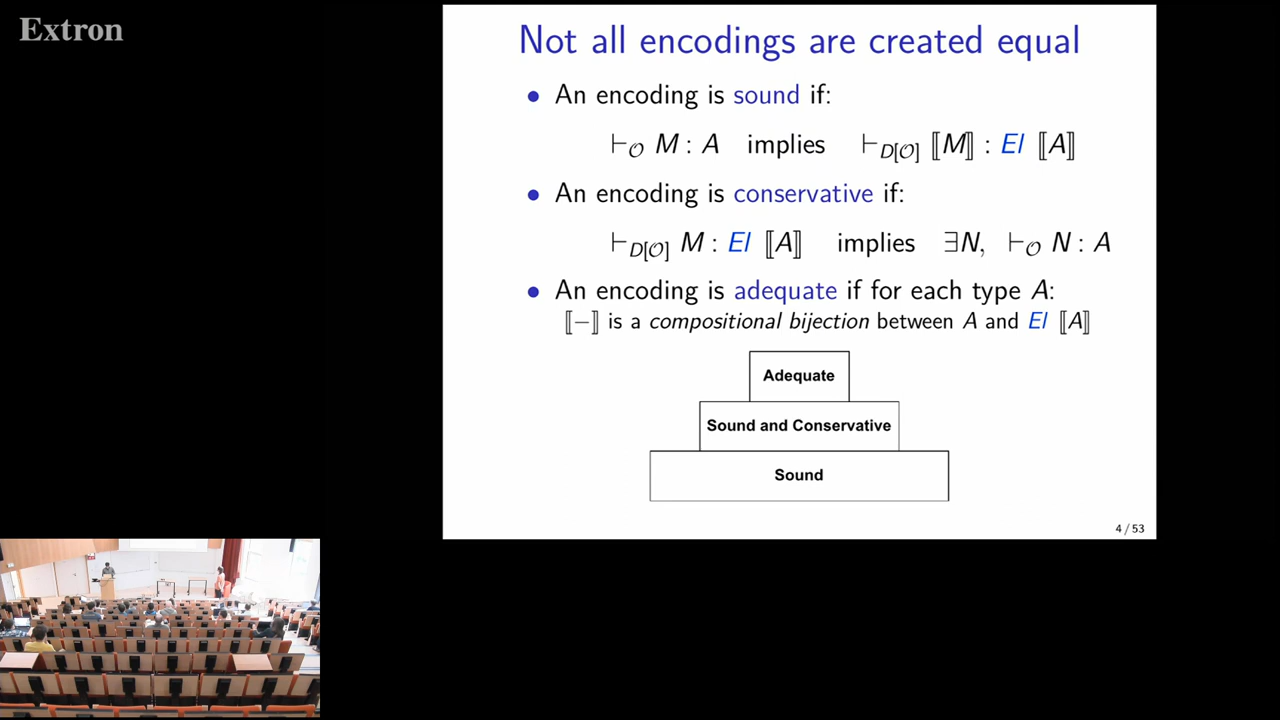 Extron
Not all encodings are created equal
• An encoding is sound if:
⊢𝒪 M : A implies ⊢D[𝒪] ⟦M⟧ : El ⟦A⟧
• An encoding is conservative if:
⊢D[𝒪] M : El ⟦A⟧ implies ∃N, ⊢𝒪 N : A
• An encoding is adequate if for each type A:
⟦−⟧ is a compositional bijection between A and El ⟦A⟧
Adequate
Sound and Conservative
Sound
4 / 53